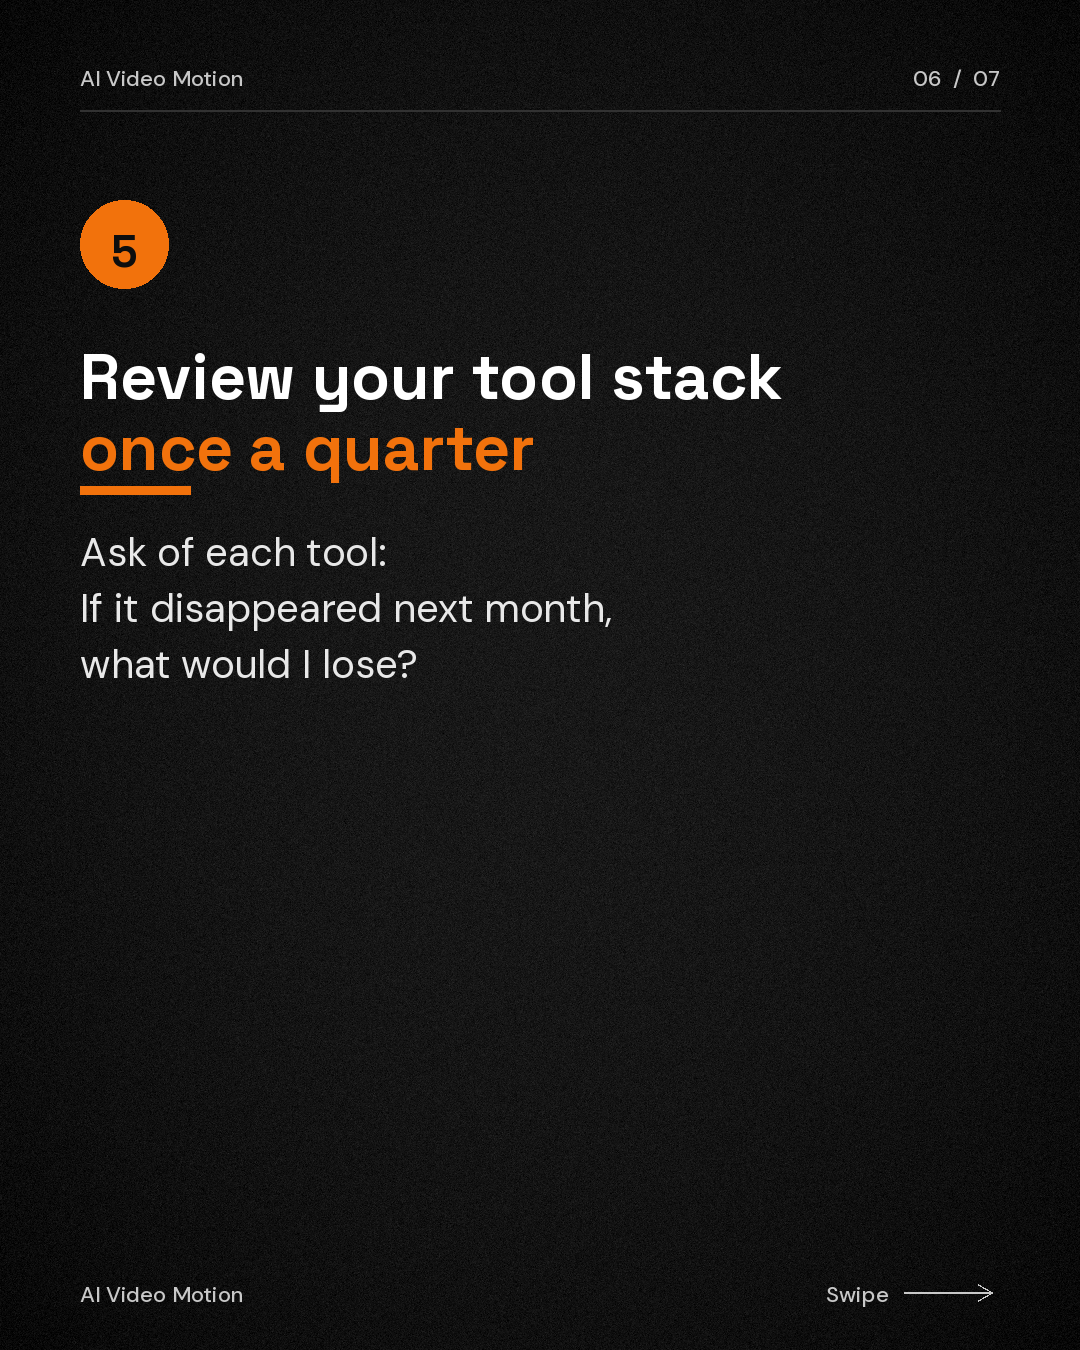 AI Video Motion
06 / 07
5
Review your tool stack
once a quarter
Ask of each tool:
If it disappeared next month,
what would I lose?
AI Video Motion
Swipe